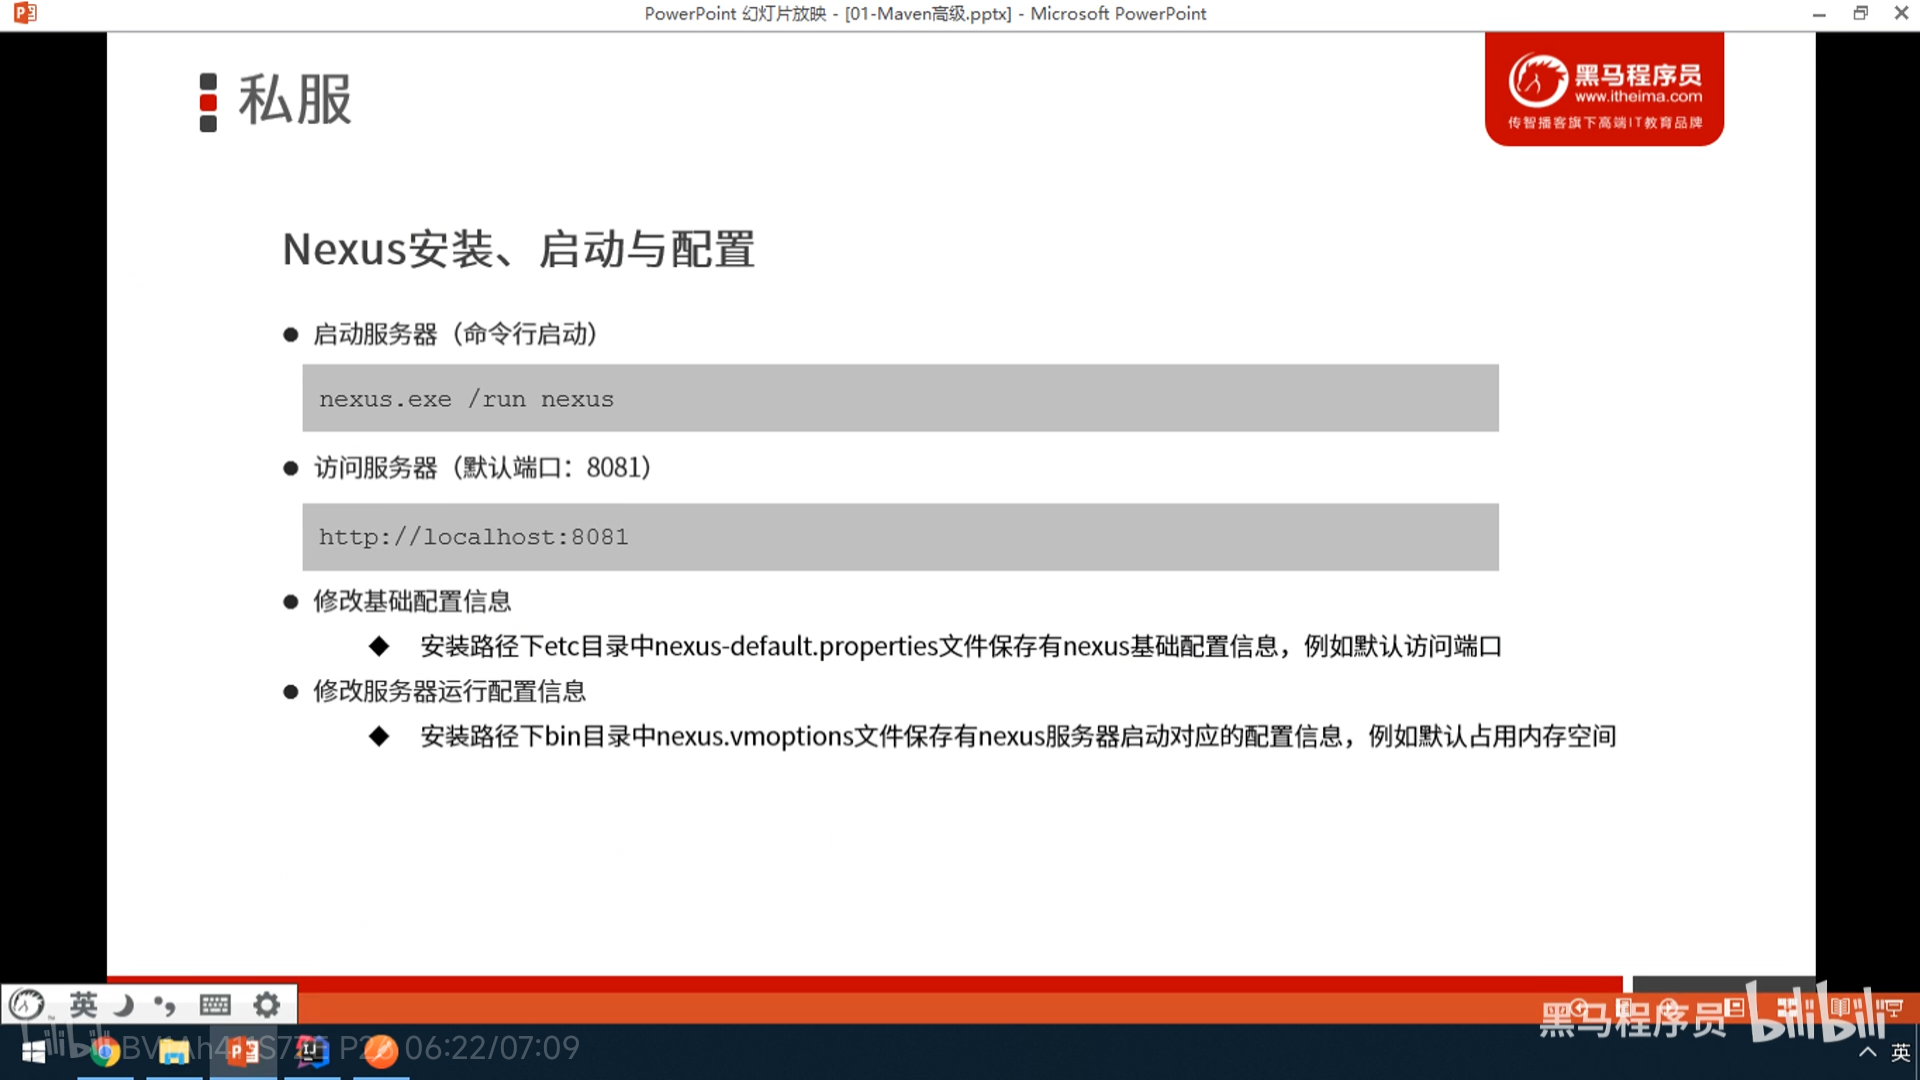 PowerPoint 幻灯片放映 - [01-Maven高级.pptx] - Microsoft PowerPoint
私服
黑马程序员
www.itheima.com
传智播客旗下高端IT教育品牌
Nexus安装、启动与配置
启动服务器（命令行启动）
nexus.exe /run nexus
访问服务器（默认端口：8081）
http://localhost:8081
修改基础配置信息
安装路径下etc目录中nexus-default.properties文件保存有nexus基础配置信息，例如默认访问端口
修改服务器运行配置信息
安装路径下bin目录中nexus.vmoptions文件保存有nexus服务器启动对应的配置信息，例如默认占用内存空间
英
黑马程序员 bilibili
06:22/07:09
英